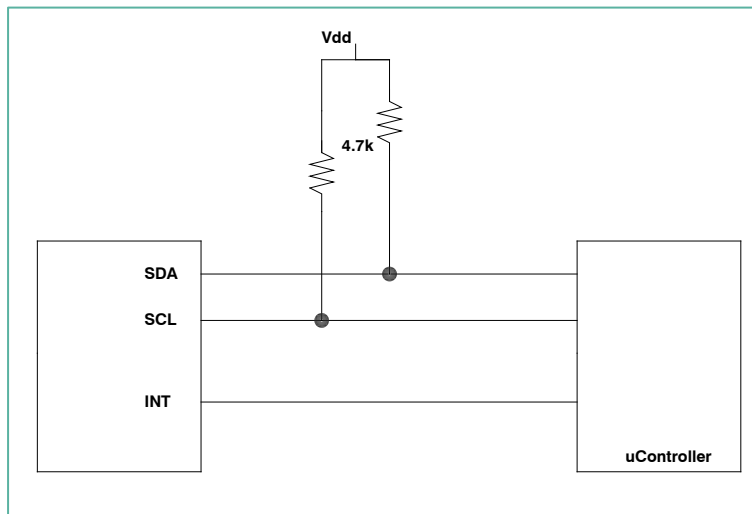 Vdd
4.7k
SDA
SCL
INT
uController